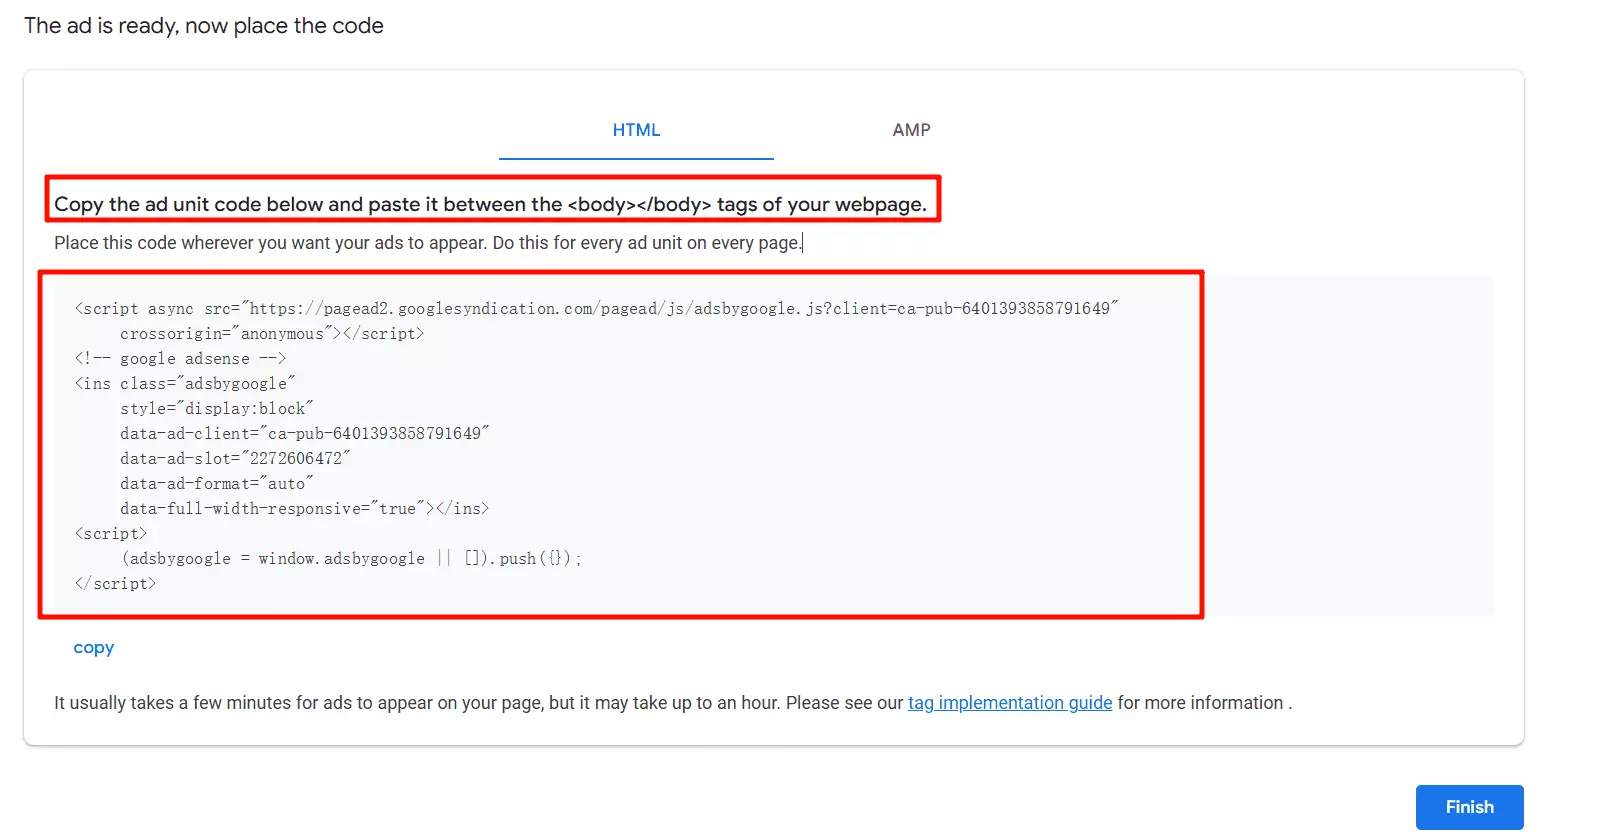 The ad is ready, now place the code
HTML
AMP
Copy the ad unit code below and paste it between the <body></body> tags of your webpage.
Place this code wherever you want your ads to appear. Do this for every ad unit on every page.
<script async src="https://pagead2.googlesyndication.com/pagead/js/adsbygoogle.js?client=ca-pub-6401393858791649"
crossorigin="anonymous"></script>
<!-- google adsense -->
<ins class="adsbygoogle"
style="display:block"
data-ad-client="ca-pub-6401393858791649"
data-ad-slot="2272606472"
data-ad-format="auto"
data-full-width-responsive="true"></ins>
<script>
(adsbygoogle = window.adsbygoogle || []).push({});
</script>
copy
It usually takes a few minutes for ads to appear on your page, but it may take up to an hour. Please see our tag implementation guide for more information .
Finish